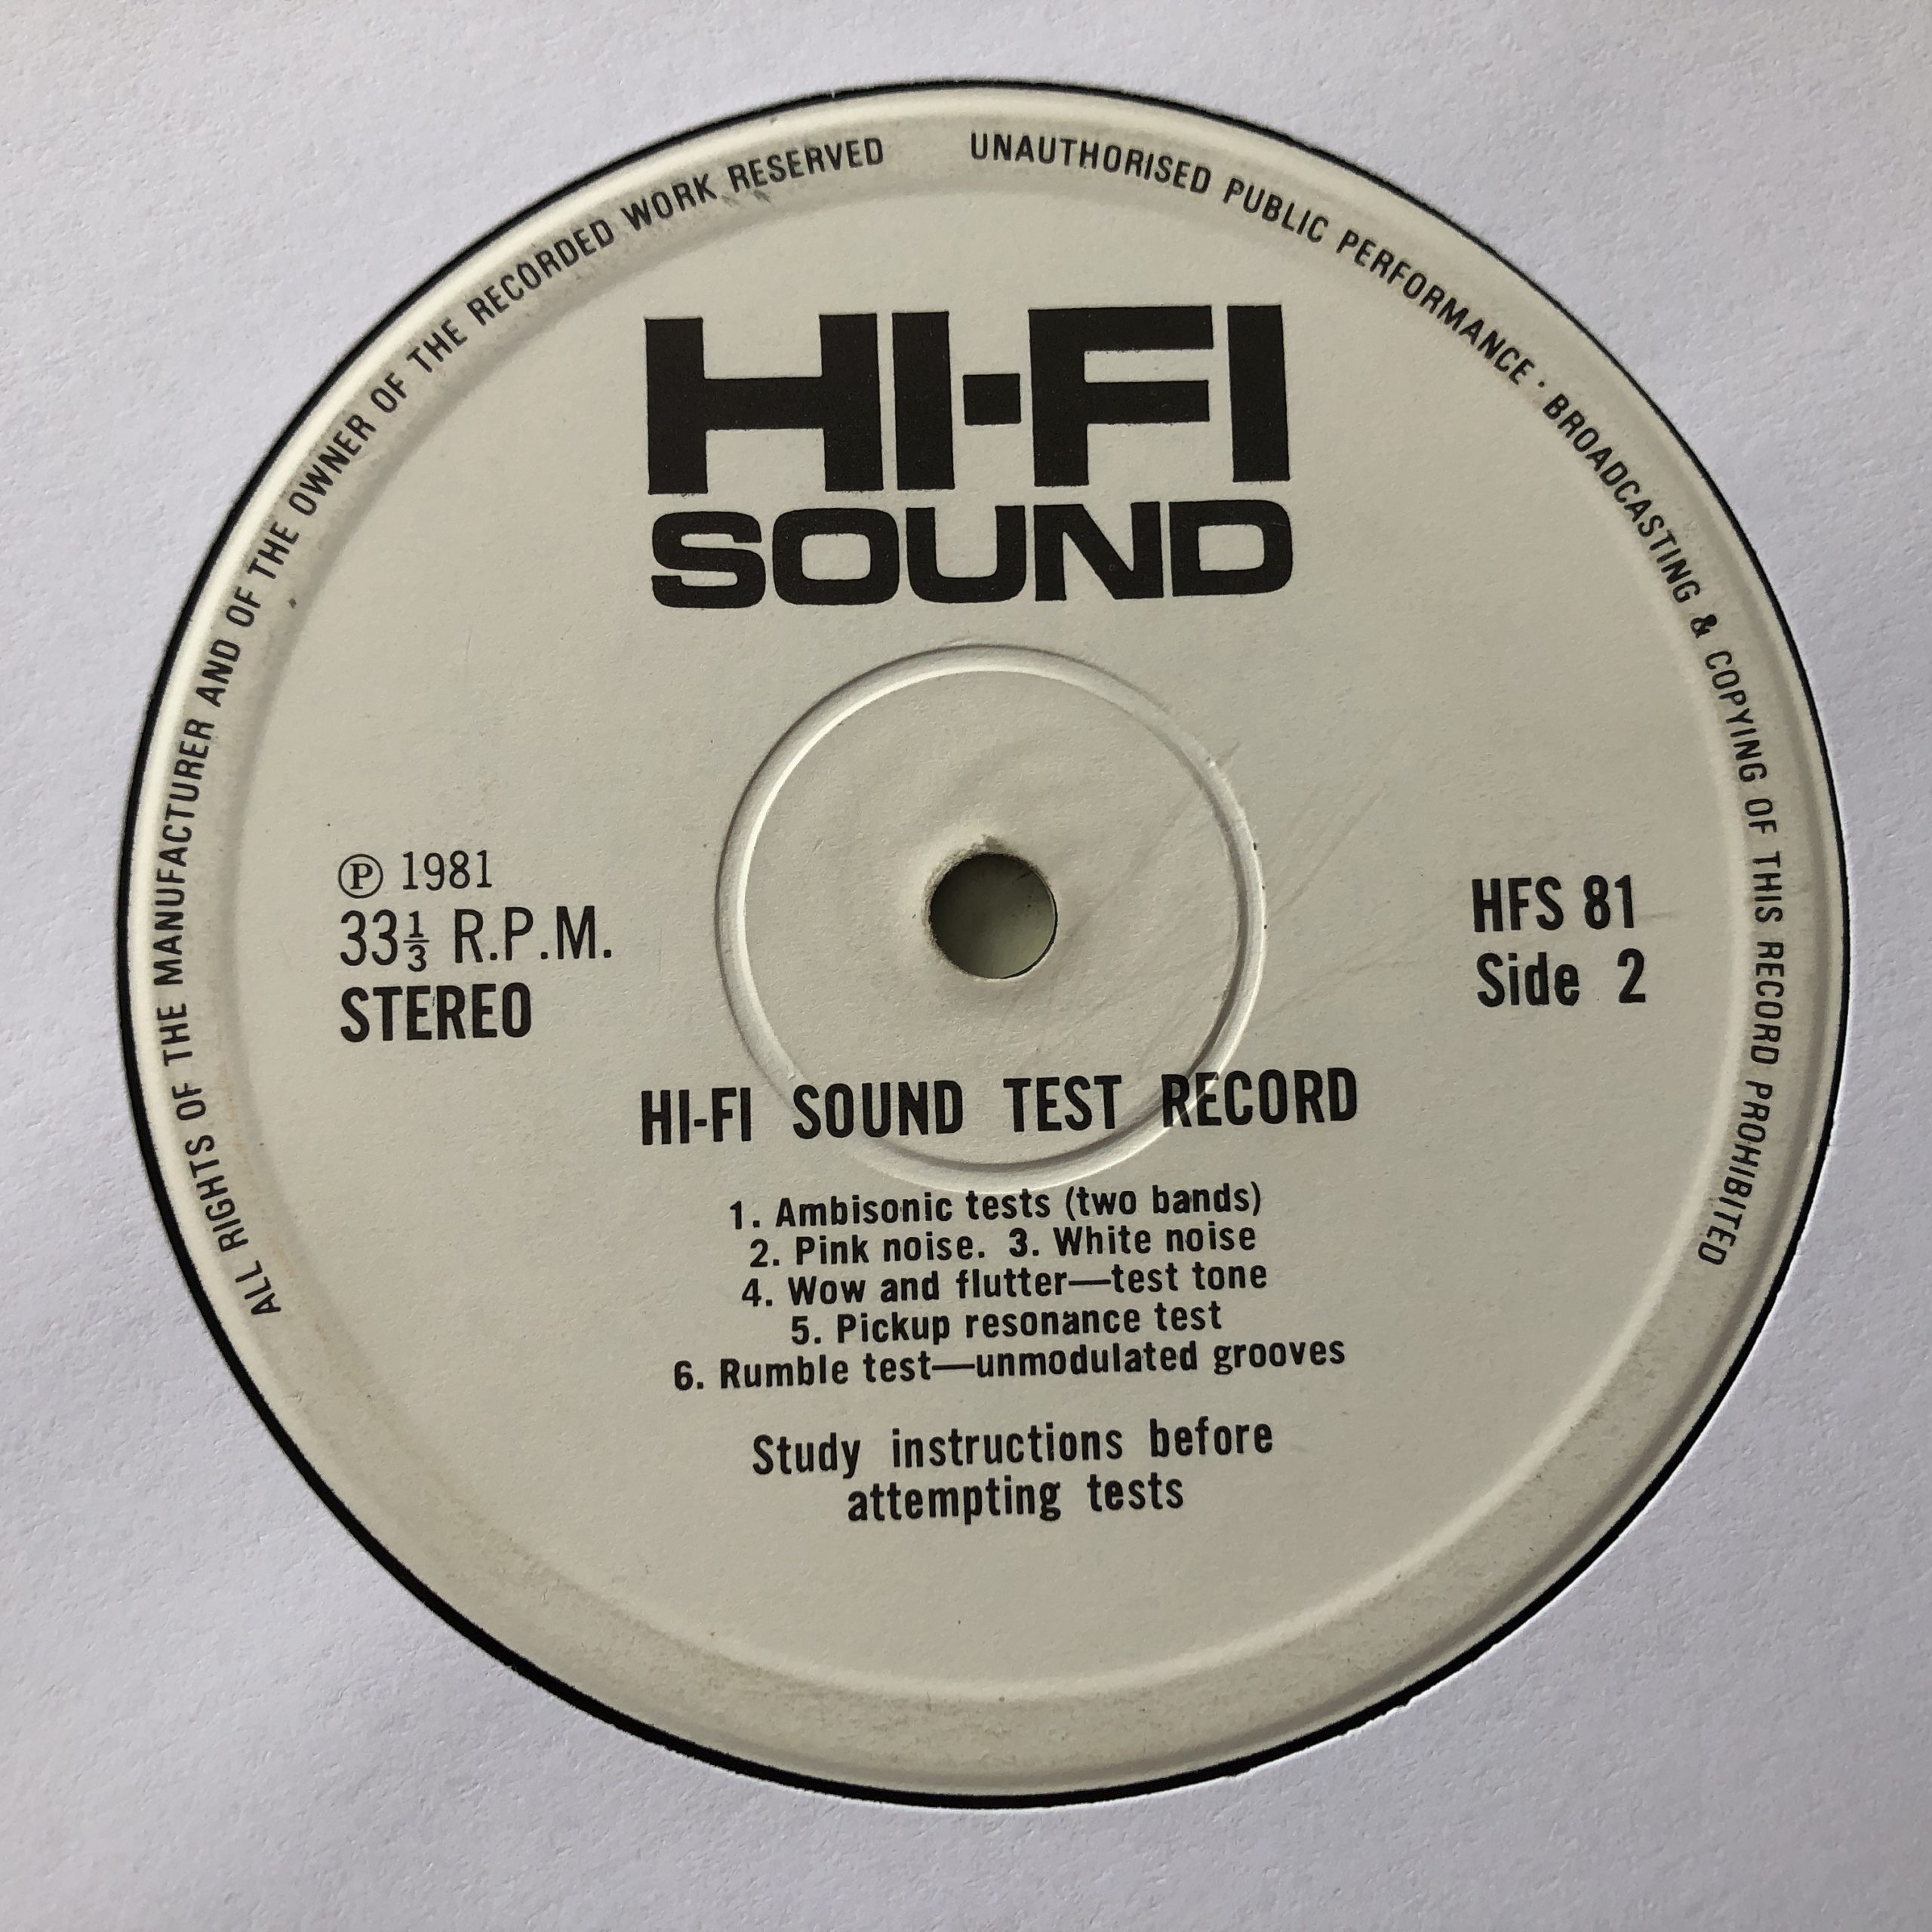 ALL RIGHTS OF THE MANUFACTURER AND OF THE OWNER OF THE RECORDED WORK RESERVED
UNAUTHORISED PUBLIC PERFORMANCE · BROADCASTING & COPYING OF THIS RECORD PROHIBITED
HI-FI
SOUND
Ⓟ 1981
33⅓ R.P.M.
STEREO
HFS 81
Side 2
HI-FI SOUND TEST RECORD
1. Ambisonic tests (two bands)
2. Pink noise. 3. White noise
4. Wow and flutter—test tone
5. Pickup resonance test
6. Rumble test—unmodulated grooves
Study instructions before
attempting tests